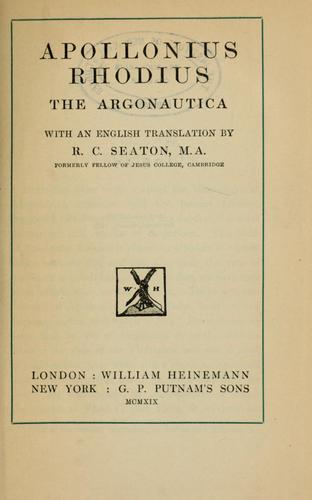 APOLLONIUS
RHODIUS
THE ARGONAUTICA
WITH AN ENGLISH TRANSLATION BY
R. C. SEATON, M.A.
FORMERLY FELLOW OF JESUS COLLEGE, CAMBRIDGE
W H
LONDON : WILLIAM HEINEMANN
NEW YORK : G. P. PUTNAM'S SONS
MCMXIX